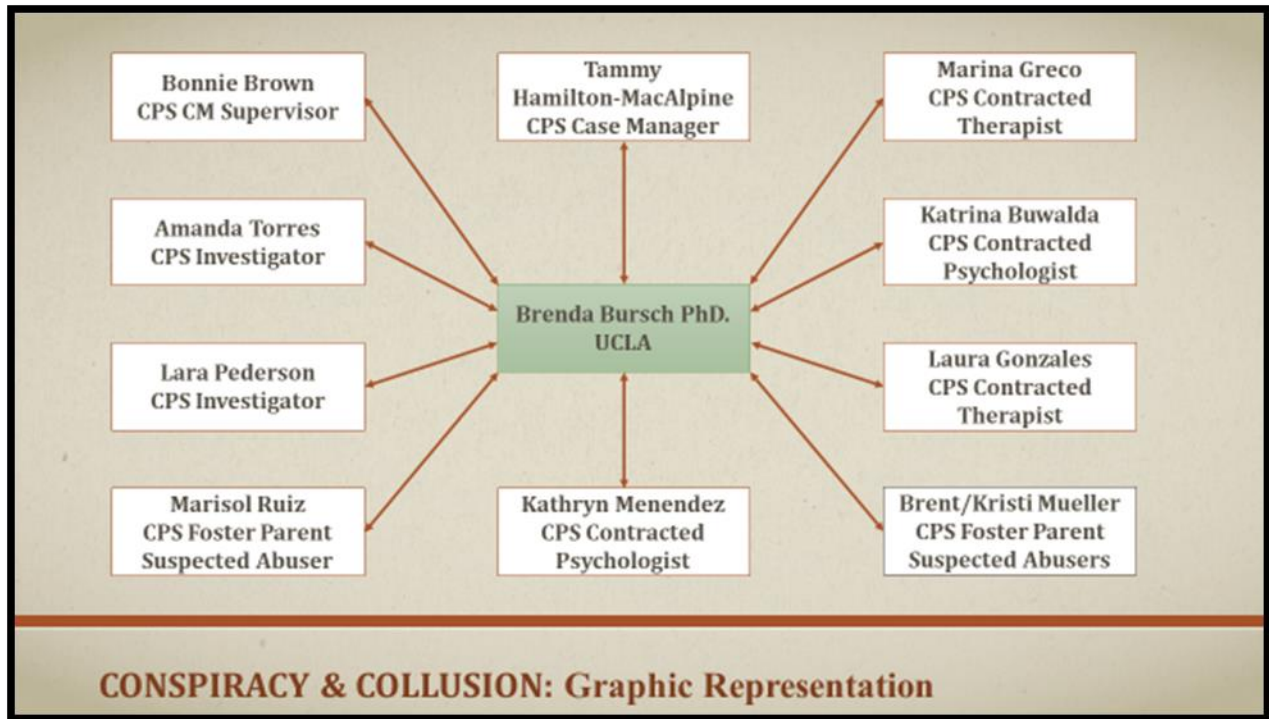 Bonnie Brown
CPS CM Supervisor
Tammy
Hamilton-MacAlpine
CPS Case Manager
Marina Greco
CPS Contracted
Therapist
Amanda Torres
CPS Investigator
Katrina Buwalda
CPS Contracted
Psychologist
Brenda Bursch PhD.
UCLA
Lara Pederson
CPS Investigator
Laura Gonzales
CPS Contracted
Therapist
Marisol Ruiz
CPS Foster Parent
Suspected Abuser
Kathryn Menendez
CPS Contracted
Psychologist
Brent/Kristi Mueller
CPS Foster Parent
Suspected Abusers
CONSPIRACY & COLLUSION: Graphic Representation